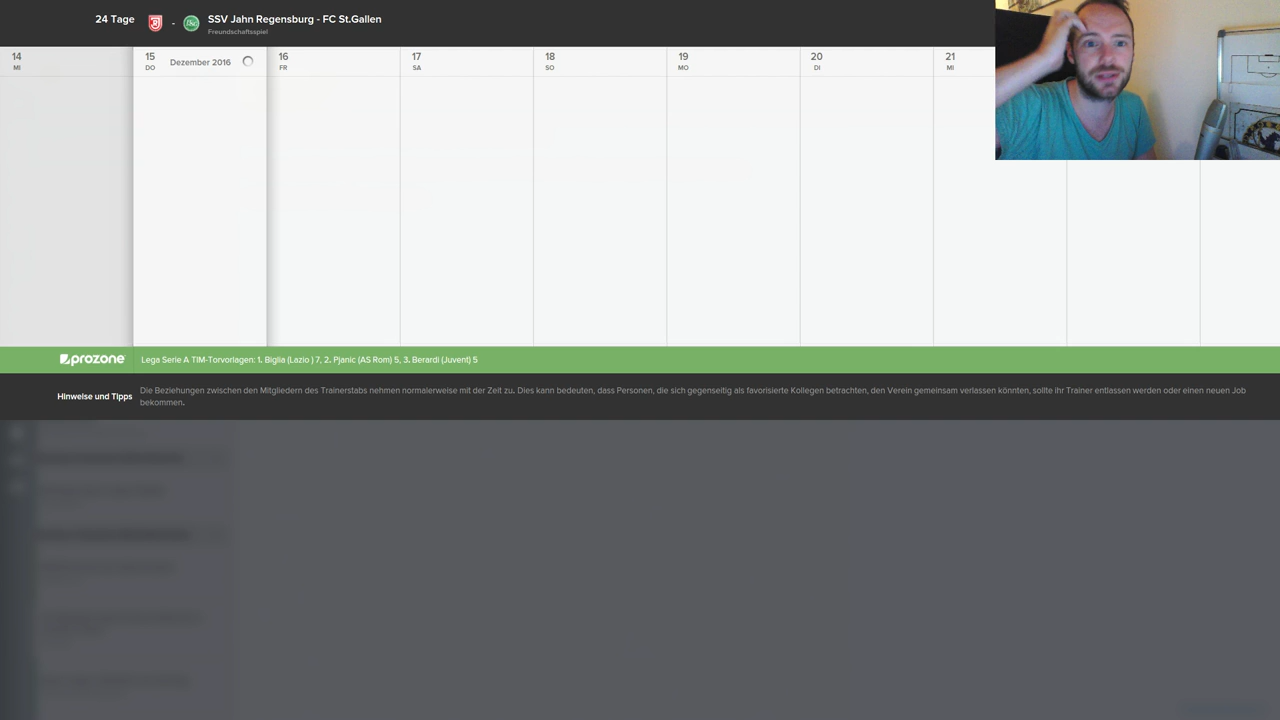 24 Tage
-
SSV Jahn Regensburg - FC St.Gallen
Freundschaftsspiel
14
MI
15
DO
Dezember 2016
16
FR
17
SA
18
SO
19
MO
20
DI
21
MI
prozone
Lega Serie A TIM-Torvorlagen: 1. Biglia (Lazio ) 7, 2. Pjanic (AS Rom) 5, 3. Berardi (Juvent) 5
Hinweise und Tipps
Die Beziehungen zwischen den Mitgliedern des Trainerstabs nehmen normalerweise mit der Zeit zu. Dies kann bedeuten, dass Personen, die sich gegenseitig als favorisierte Kollegen betrachten, den Verein gemeinsam verlassen könnten, sollte ihr Trainer entlassen werden oder einen neuen Job
bekommen.